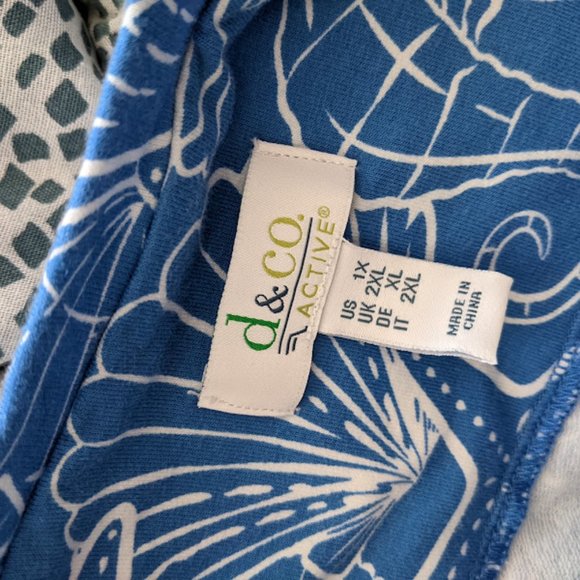 d&CO.
ACTIVE®
US 1X
UK 2XL
DE XL
IT 2XL
MADE IN
CHINA